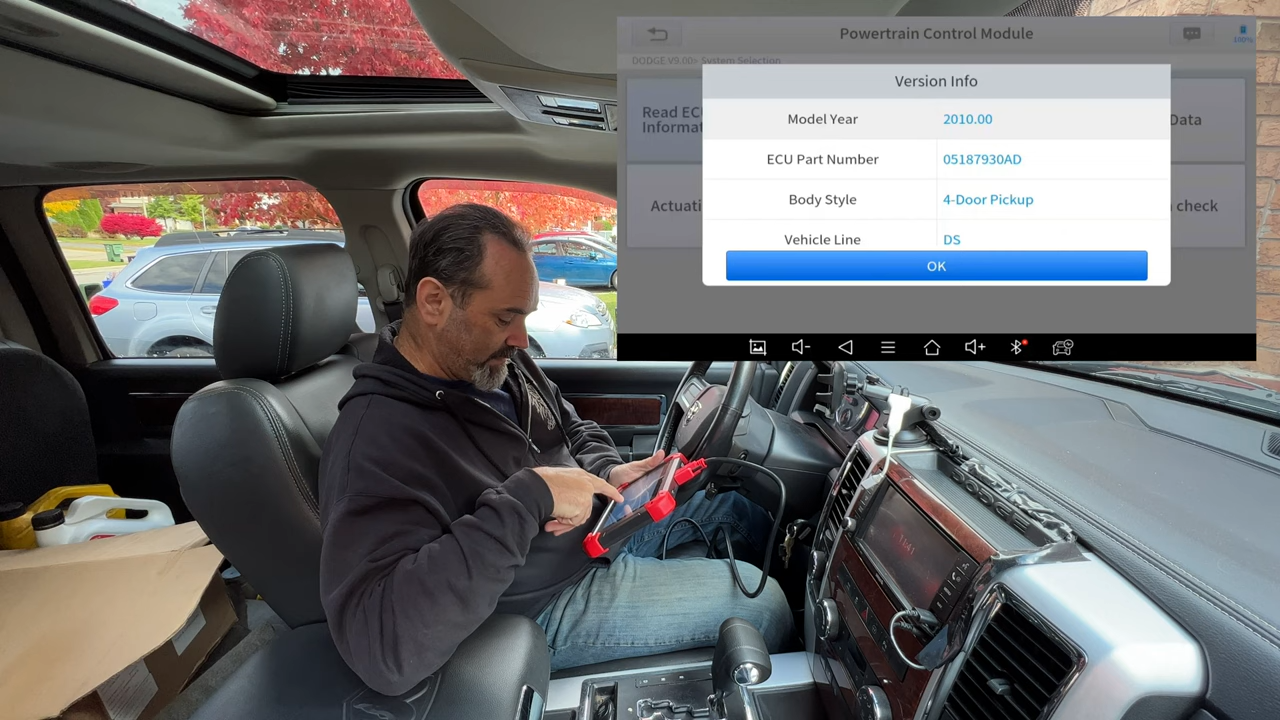 Powertrain Control Module
100%
DODGE V9.00> System Selection
Version Info
Read ECU
Informat
Data
Model Year 2010.00
ECU Part Number 05187930AD
Actuati
check
Body Style 4-Door Pickup
Vehicle Line DS
OK